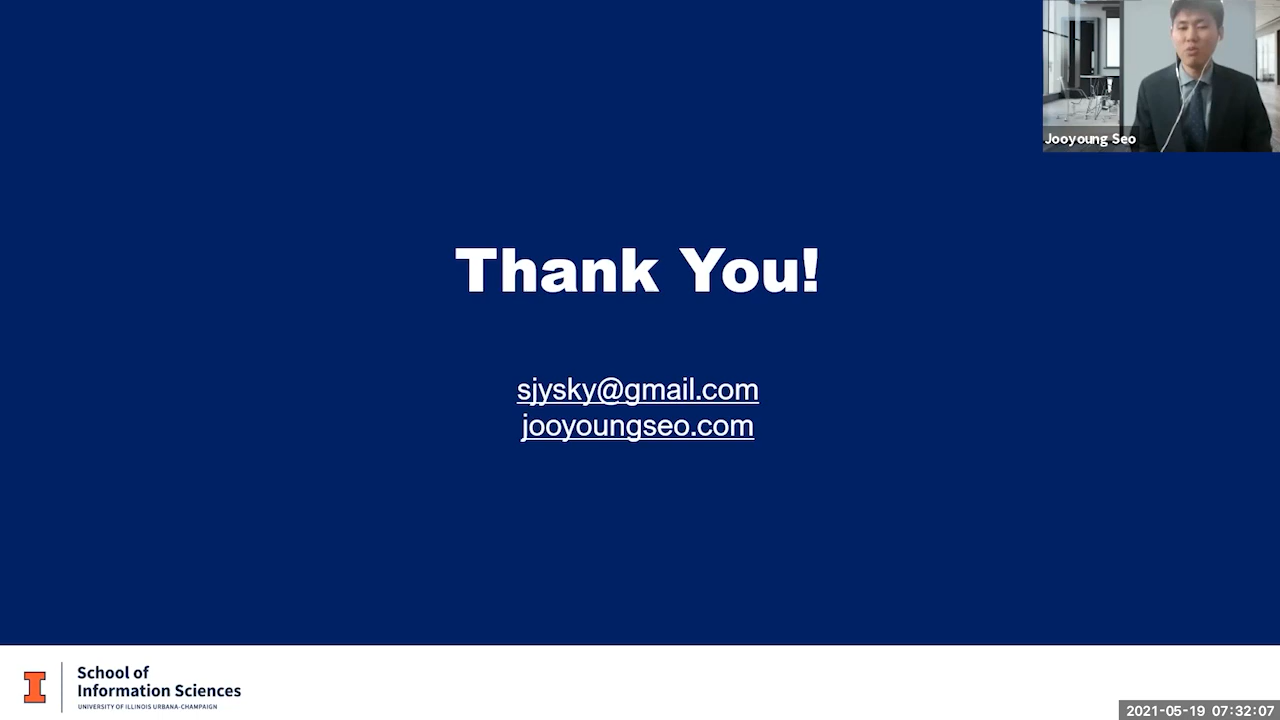 Jooyoung Seo
Thank You!
sjysky@gmail.com
jooyoungseo.com
I
School of
Information Sciences
UNIVERSITY OF ILLINOIS URBANA-CHAMPAIGN
2021-05-19 07:32:07